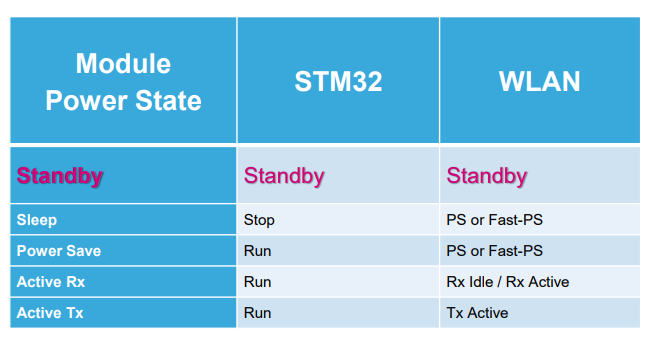 Module
Power State
STM32
WLAN
Standby
Standby
Standby
Sleep
Stop
PS or Fast-PS
Power Save
Run
PS or Fast-PS
Active Rx
Run
Rx Idle / Rx Active
Active Tx
Run
Tx Active